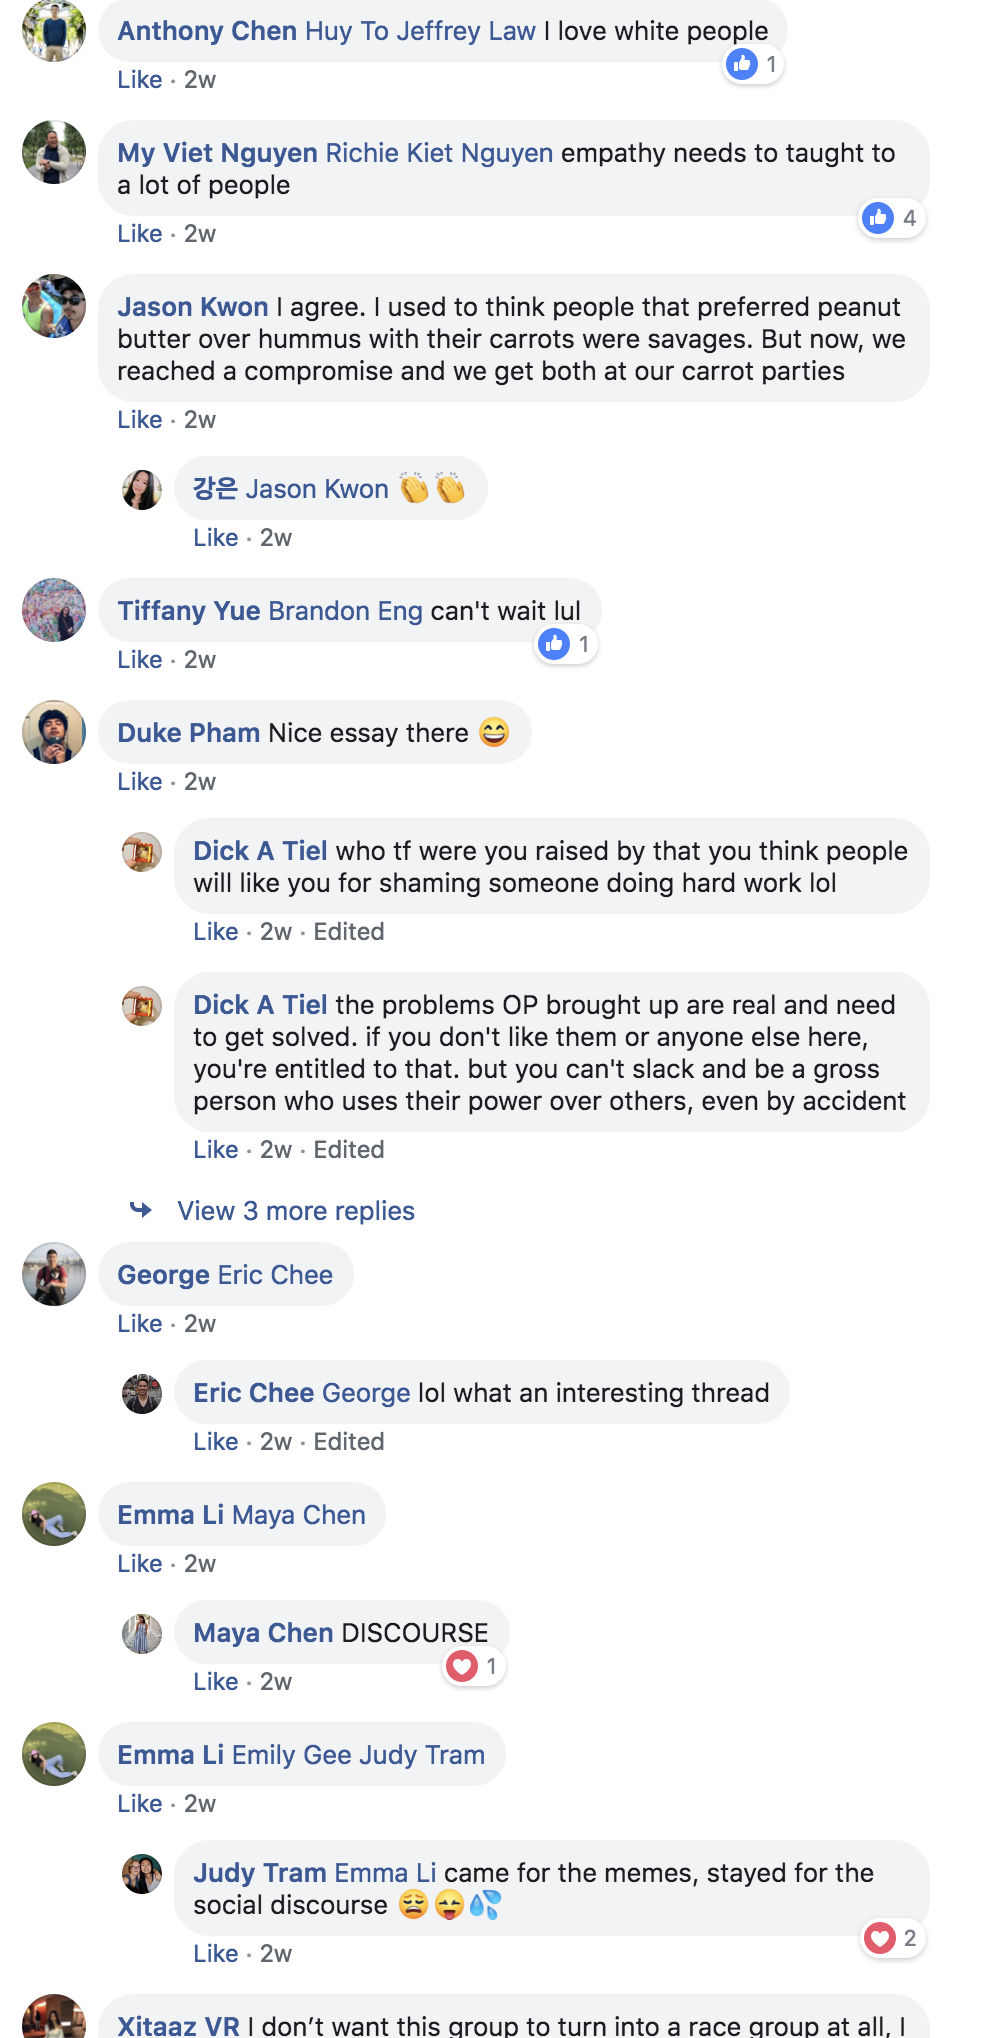 Anthony Chen Huy To Jeffrey Law I love white people
1
Like · 2w
My Viet Nguyen Richie Kiet Nguyen empathy needs to taught to
a lot of people
4
Like · 2w
Jason Kwon I agree. I used to think people that preferred peanut
butter over hummus with their carrots were savages. But now, we
reached a compromise and we get both at our carrot parties
Like · 2w
강은 Jason Kwon 👏👏
Like · 2w
Tiffany Yue Brandon Eng can't wait lul
1
Like · 2w
Duke Pham Nice essay there 😄
Like · 2w
Dick A Tiel who tf were you raised by that you think people
will like you for shaming someone doing hard work lol
Like · 2w · Edited
Dick A Tiel the problems OP brought up are real and need
to get solved. if you don't like them or anyone else here,
you're entitled to that. but you can't slack and be a gross
person who uses their power over others, even by accident
Like · 2w · Edited
View 3 more replies
George Eric Chee
Like · 2w
Eric Chee George lol what an interesting thread
Like · 2w · Edited
Emma Li Maya Chen
Like · 2w
Maya Chen DISCOURSE
1
Like · 2w
Emma Li Emily Gee Judy Tram
Like · 2w
Judy Tram Emma Li came for the memes, stayed for the
social discourse 😩😝💦
2
Like · 2w
Xitaaz VR I don't want this group to turn into a race group at all, I